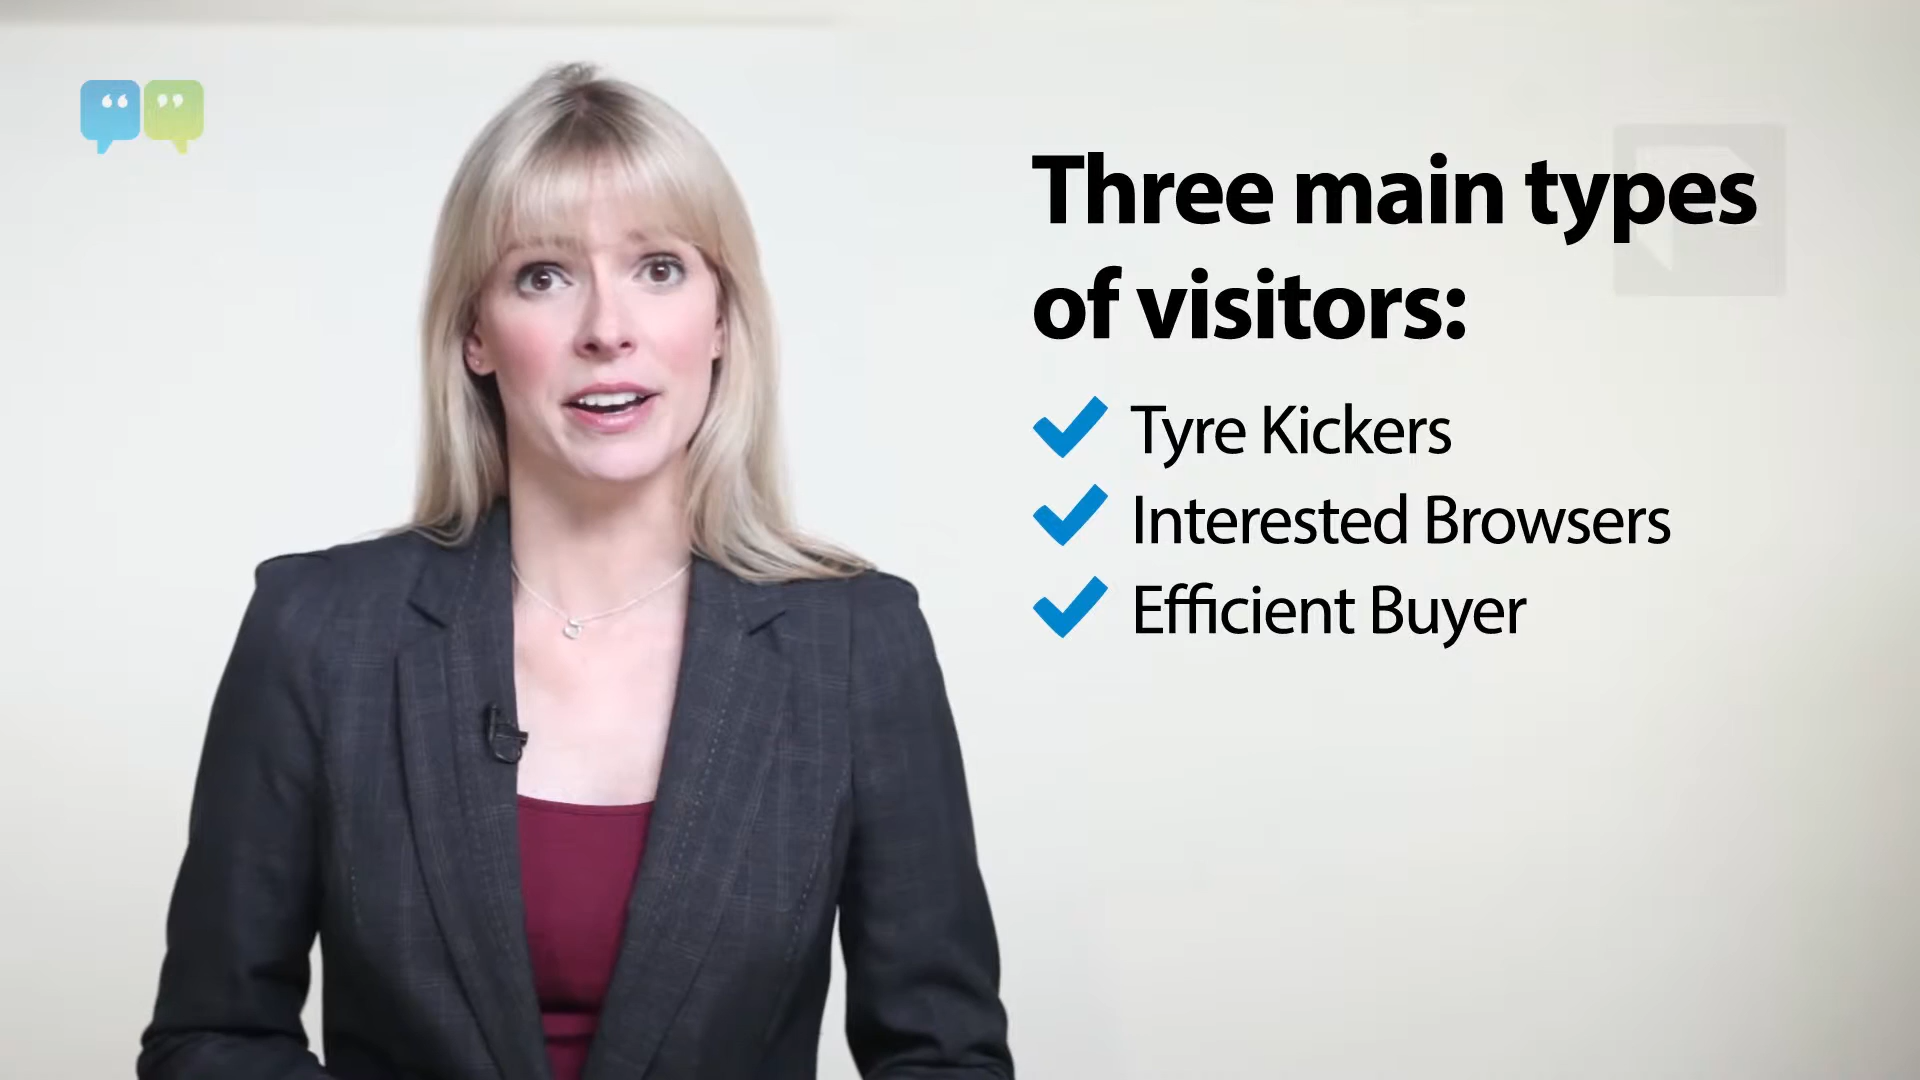 Three main types
of visitors:
Tyre Kickers
Interested Browsers
Efficient Buyer